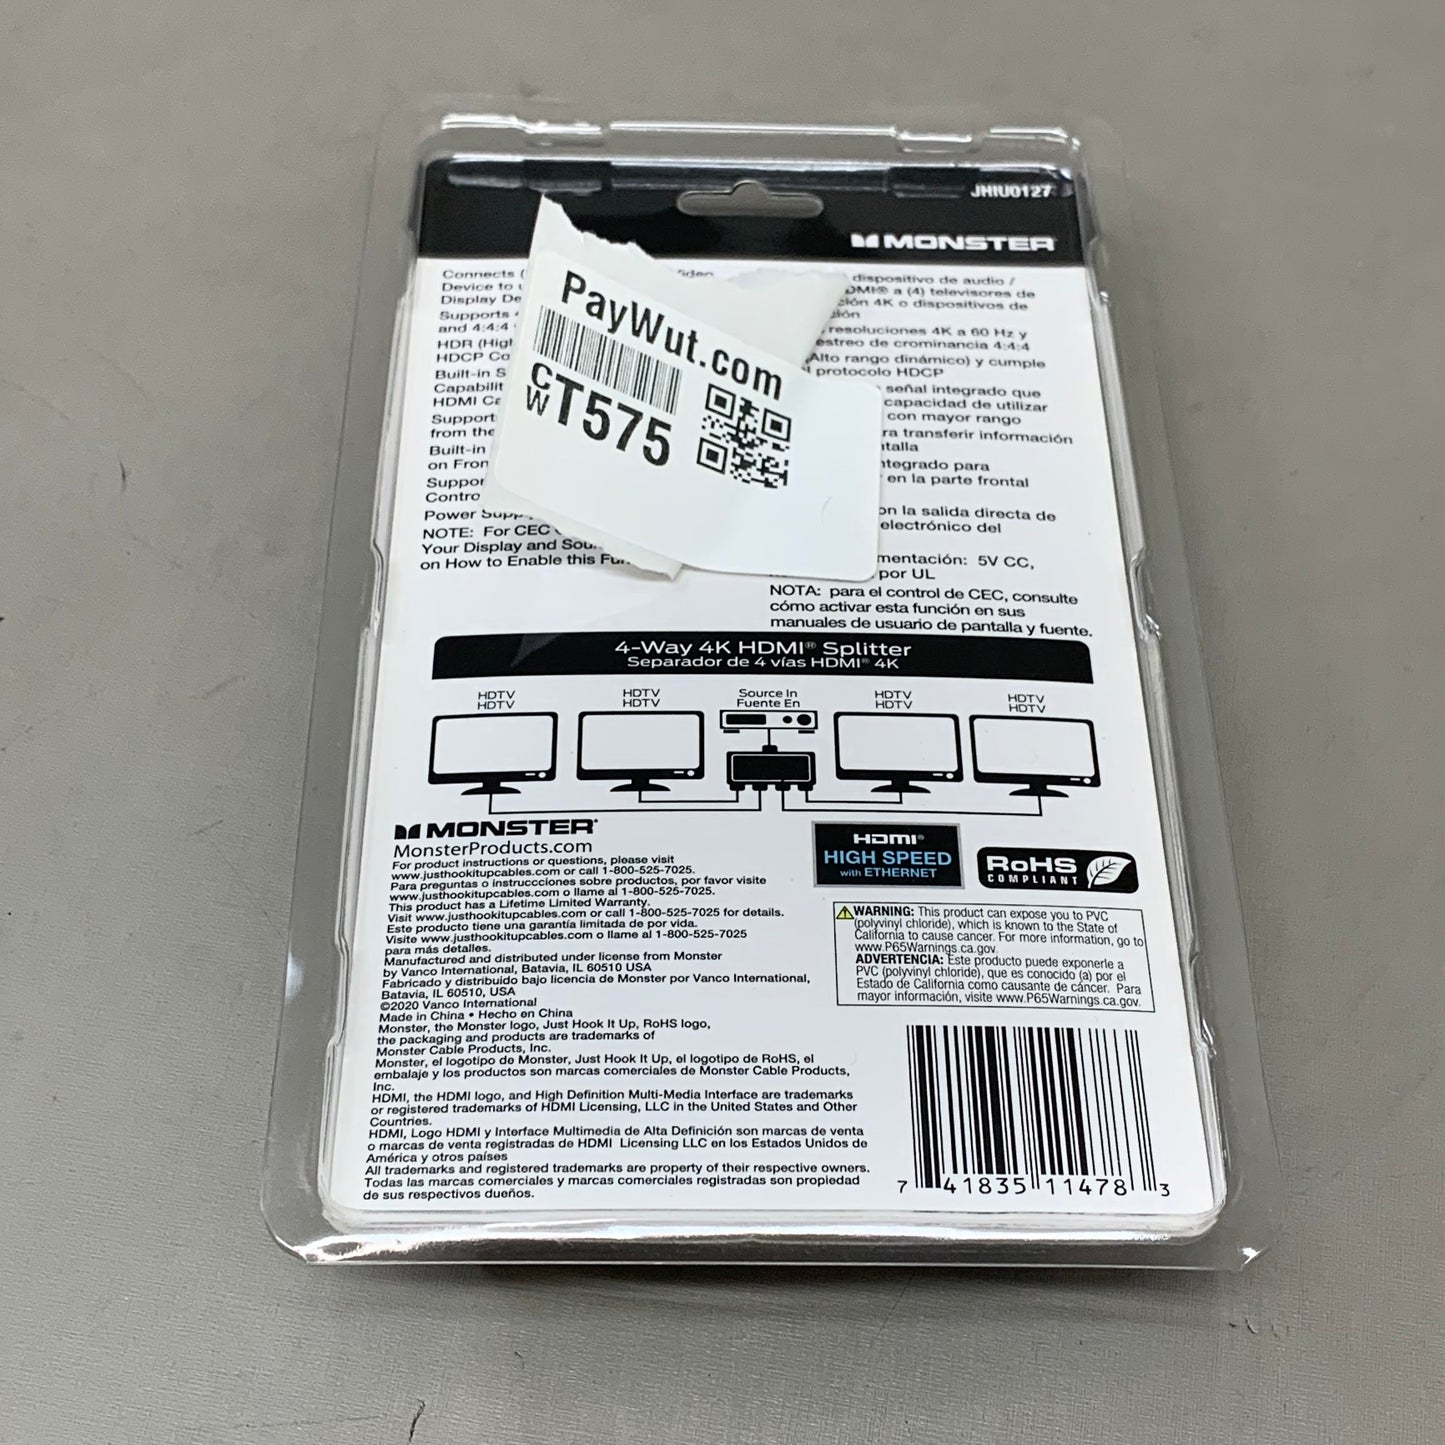 JHIU0127
MONSTER
Connects (
Video
Device to
Display De
Supports
and 4:4:4
HDR (High
HDCP Co
Built-in S
Capabilit
HDMI Ca
Support
from the
Built-in
on Fron
Suppor
Contro
Power Supp
NOTE: For CEC
Your Display and Sou
on How to Enable this Fun
PayWut.com
CW T575
dispositivo de audio /
DMI® a (4) televisores de
ción 4K o dispositivos de
ción
resoluciones 4K a 60 Hz y
estreo de crominancia 4:4:4
(Alto rango dinámico) y cumple
l protocolo HDCP
señal integrado que
capacidad de utilizar
con mayor rango
ra transferir información
ntalla
ntegrado para
en la parte frontal
on la salida directa de
electrónico del
mentación: 5V CC,
por UL
NOTA: para el control de CEC, consulte
cómo activar esta función en sus
manuales de usuario de pantalla y fuente.
4-Way 4K HDMI® Splitter
Separador de 4 vías HDMI® 4K
HDTV
HDTV
HDTV
HDTV
Source In
Fuente En
HDTV
HDTV
HDTV
HDTV
MONSTER®
MonsterProducts.com
For product instructions or questions, please visit
www.justhookitupcables.com or call 1-800-525-7025.
Para preguntas o instruccciones sobre productos, por favor visite
www.justhookitupcables.com o llame al 1-800-525-7025.
This product has a Lifetime Limited Warranty.
Visit www.justhookitupcables.com or call 1-800-525-7025 for details.
Este producto tiene una garantía limitada de por vida.
Visite www.justhookitupcables.com o llame al 1-800-525-7025
para más detalles.
Manufactured and distributed under license from Monster
by Vanco International, Batavia, IL 60510 USA
Fabricado y distribuido bajo licencia de Monster por Vanco International,
Batavia, IL 60510, USA
©2020 Vanco International
Made in China • Hecho en China
Monster, the Monster logo, Just Hook It Up, RoHS logo,
the packaging and products are trademarks of
Monster Cable Products, Inc.
Monster, el logotipo de Monster, Just Hook It Up, el logotipo de RoHS, el
embalaje y los productos son marcas comerciales de Monster Cable Products,
Inc.
HDMI, the HDMI logo, and High Definition Multi-Media Interface are trademarks
or registered trademarks of HDMI Licensing, LLC in the United States and Other
Countries.
HDMI, Logo HDMI y Interface Multimedia de Alta Definición son marcas de venta
o marcas de venta registradas de HDMI Licensing LLC en los Estados Unidos de
América y otros países
All trademarks and registered trademarks are property of their respective owners.
Todas las marcas comerciales y marcas comerciales registradas son propiedad
de sus respectivos dueños.
HDMI®
HIGH SPEED
with ETHERNET
RoHS
COMPLIANT
WARNING: This product can expose you to PVC
(polyvinyl chloride), which is known to the State of
California to cause cancer. For more information, go to
www.P65Warnings.ca.gov.
ADVERTENCIA: Este producto puede exponerle a
PVC (polyvinyl chloride), que es conocido (a) por el
Estado de California como causante de cáncer. Para
mayor información, visite www.P65Warnings.ca.gov.
7 41835 11478 3